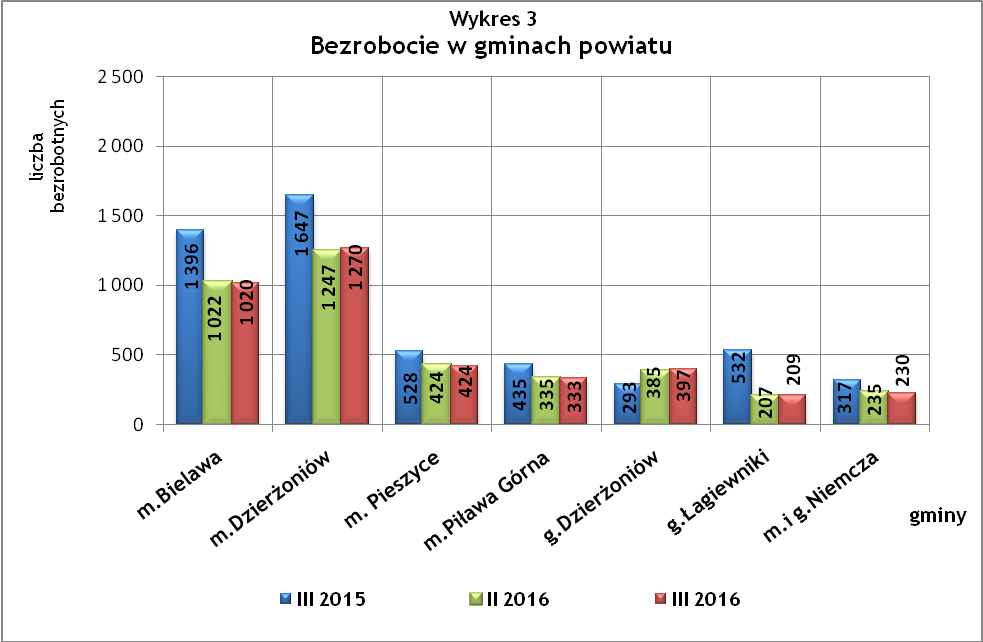 Wykres 3
Bezrobocie w gminach powiatu
liczba
bezrobotnych
2 500
2 000
1 500
1 000
500
0
1 396
1 022
1 020
1 647
1 247
1 270
528
424
424
435
335
333
293
385
397
532
207
209
317
235
230
m.Bielawa
m.Dzierżoniów
m. Pieszyce
m.Piława Górna
g.Dzierżoniów
g.Łagiewniki
m.i g.Niemcza
gminy
III 2015
II 2016
III 2016